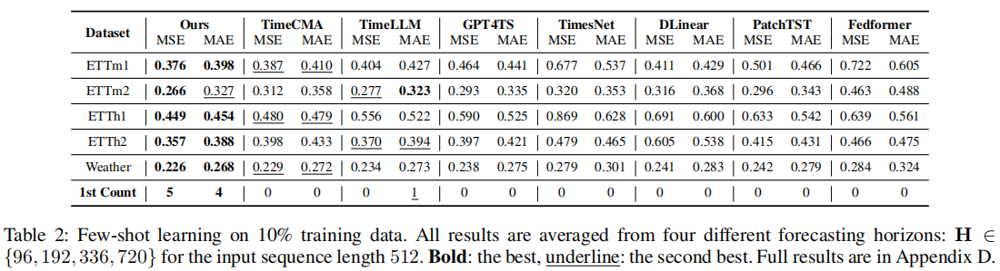 Dataset Ours TimeCMA TimeLLM GPT4TS TimesNet DLinear PatchTST Fedformer
MSE MAE MSE MAE MSE MAE MSE MAE MSE MAE MSE MAE MSE MAE MSE MAE
ETTm1 0.376 0.398 0.387 0.410 0.404 0.427 0.464 0.441 0.677 0.537 0.411 0.429 0.501 0.466 0.722 0.605
ETTm2 0.266 0.327 0.312 0.358 0.277 0.323 0.293 0.335 0.320 0.353 0.316 0.368 0.296 0.343 0.463 0.488
ETTh1 0.449 0.454 0.480 0.479 0.556 0.522 0.590 0.525 0.869 0.628 0.691 0.600 0.633 0.542 0.639 0.561
ETTh2 0.357 0.388 0.398 0.433 0.370 0.394 0.397 0.421 0.479 0.465 0.605 0.538 0.415 0.431 0.466 0.475
Weather 0.226 0.268 0.229 0.272 0.234 0.273 0.238 0.275 0.279 0.301 0.241 0.283 0.242 0.279 0.284 0.324
1st Count 5 4 0 0 0 1 0 0 0 0 0 0 0 0 0 0
Table 2: Few-shot learning on 10% training data. All results are averaged from four different forecasting horizons: H ∈
{96, 192, 336, 720} for the input sequence length 512. Bold: the best, underline: the second best. Full results are in Appendix D.